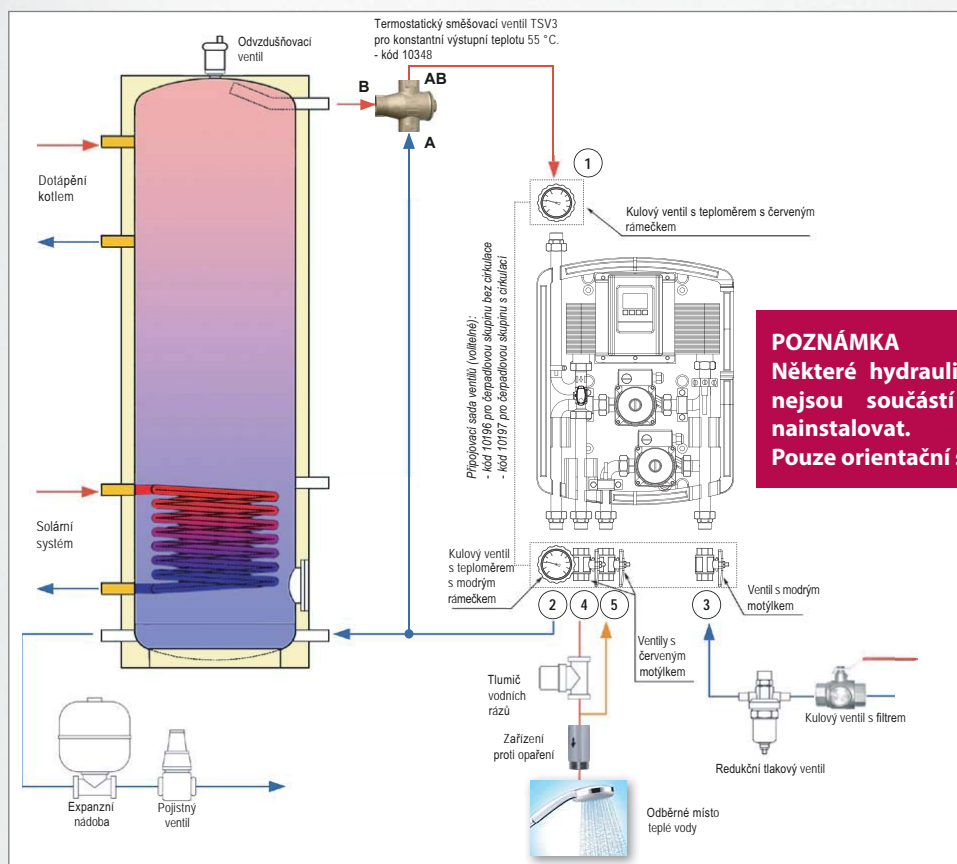 Termostatický směšovací ventil TSV3
pro konstantní výstupní teplotu 55 °C.
- kód 10348
Odvzdušňovací
ventil
AB
B
A
1
Dotápění
kotlem
Kulový ventil s teploměrem s červeným
rámečkem
Připojovací sada ventilů (volitelné):
- kód 10196 pro čerpadlovou skupinu bez cirkulace
- kód 10197 pro čerpadlovou skupinu s cirkulací
POZNÁMKA
Některé hydrauli
nejsou součástí
nainstalovat.
Pouze orientační s
Solární
systém
Kulový ventil
s teploměrem
s modrým
rámečkem
Ventil s modrým
motýlkem
2
4
5
3
Ventily s
červeným
motýlkem
Tlumič
vodních
rázů
Kulový ventil s filtrem
Zařízení
proti opaření
Redukční tlakový ventil
Expanzní
nádoba
Pojistný
ventil
Odběrné místo
teplé vody